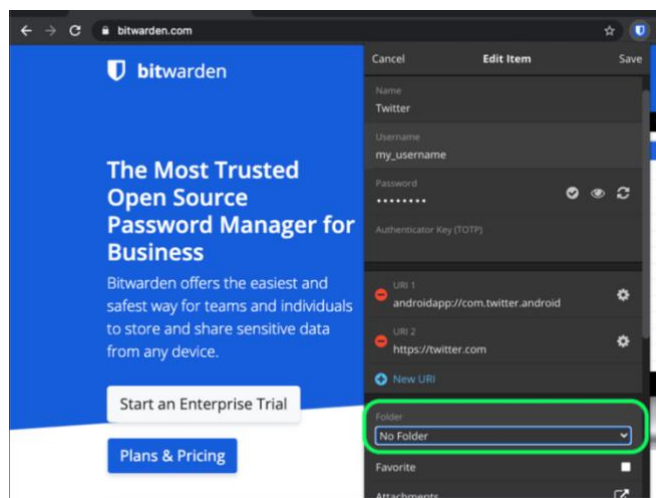 bitwarden.com
bitwarden
The Most Trusted
Open Source
Password Manager for
Business
Bitwarden offers the easiest and
safest way for teams and individuals
to store and share sensitive data
from any device.
Start an Enterprise Trial
Plans & Pricing
Cancel Edit Item Save
Name
Twitter
Username
my_username
Password
••••••••
Authenticator Key (TOTP)
URI 1
androidapp://com.twitter.android
URI 2
https://twitter.com
New URI
Folder
No Folder
Favorite
Attachments